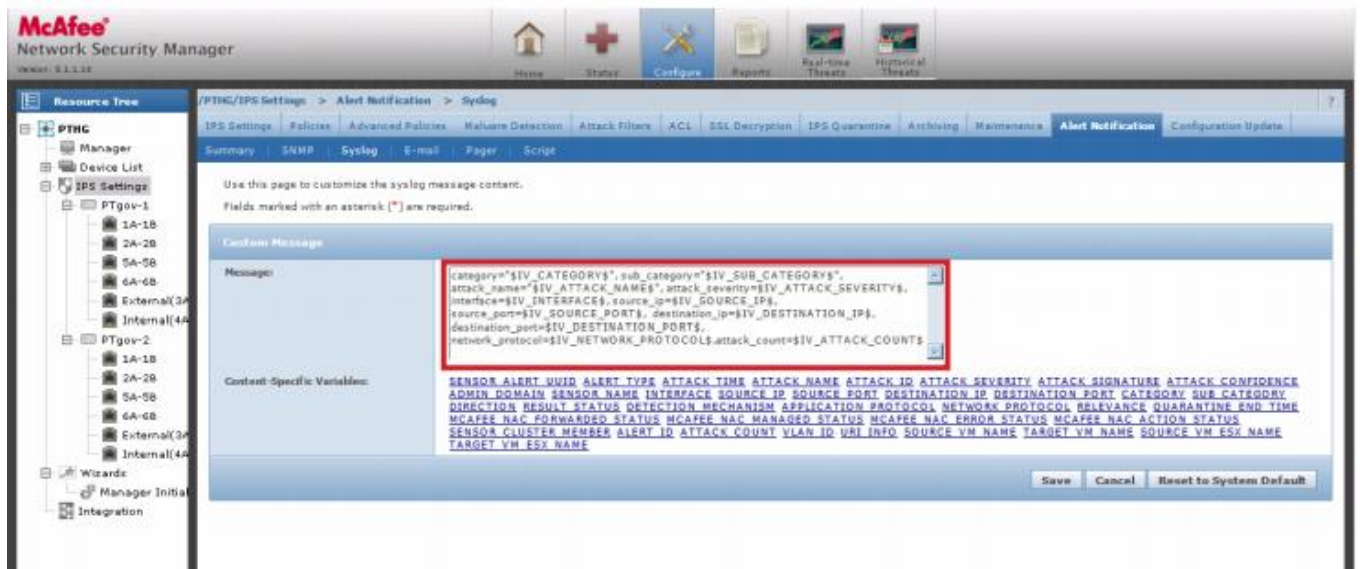 McAfee®
Network Security Manager
Home
Status
Configure
Reports
Real-time Threats
Historical Threats
Resource Tree
PTHG
Manager
Device List
IPS Settings
PTgov-1
1A-1B
2A-2B
5A-5B
6A-6B
External(3A
Internal(4A
PTgov-2
1A-1B
2A-2B
5A-5B
6A-6B
External(3A
Internal(4A
Wizards
Manager Initial
Integration
/PTHG/IPS Settings > Alert Notification > Syslog
?
IPS Settings Policies Advanced Policies Malware Detection Attack Filters ACL SSL Decryption IPS Quarantine Archiving Maintenance Alert Notification Configuration Update
Summary | SNMP | Syslog | E-mail | Pager | Script
Use this page to customize the syslog message content.
Fields marked with an asterisk (*) are required.
Custom Message
Message:
category="$IV_CATEGORY$", sub_category="$IV_SUB_CATEGORY$",
attack_name="$IV_ATTACK_NAME$", attack_severity=$IV_ATTACK_SEVERITY$,
interface=$IV_INTERFACE$, source_ip=$IV_SOURCE_IP$,
source_port=$IV_SOURCE_PORT$, destination_ip=$IV_DESTINATION_IP$,
destination_port=$IV_DESTINATION_PORT$,
network_protocol=$IV_NETWORK_PROTOCOL$,attack_count=$IV_ATTACK_COUNT$
Content-Specific Variables:
SENSOR ALERT UUID ALERT TYPE ATTACK TIME ATTACK NAME ATTACK ID ATTACK SEVERITY ATTACK SIGNATURE ATTACK CONFIDENCE
ADMIN DOMAIN SENSOR NAME INTERFACE SOURCE IP SOURCE PORT DESTINATION IP DESTINATION PORT CATEGORY SUB CATEGORY
DIRECTION RESULT STATUS DETECTION MECHANISM APPLICATION PROTOCOL NETWORK PROTOCOL RELEVANCE QUARANTINE END TIME
MCAFEE NAC FORWARDED STATUS MCAFEE NAC MANAGED STATUS MCAFEE NAC ERROR STATUS MCAFEE NAC ACTION STATUS
SENSOR CLUSTER MEMBER ALERT ID ATTACK COUNT VLAN ID URI INFO SOURCE VM NAME TARGET VM NAME SOURCE VM ESX NAME
TARGET VM ESX NAME
Save Cancel Reset to System Default